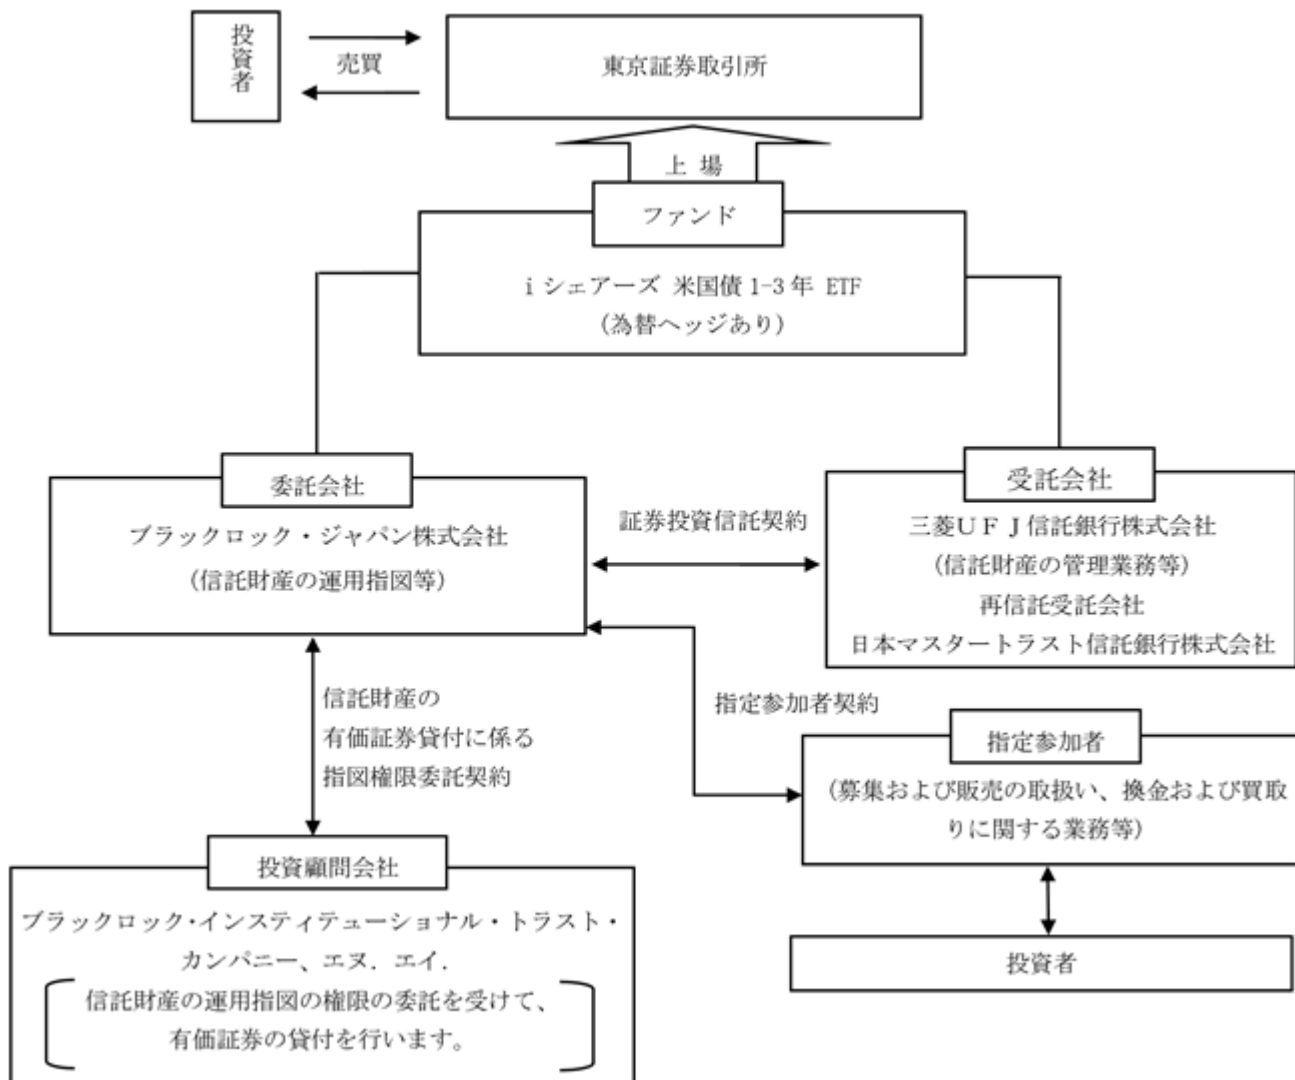 投資者
売買
東京証券取引所
上 場
ファンド
i シェアーズ 米国債 1-3 年 ETF
(為替ヘッジあり)
委託会社
ブラックロック・ジャパン株式会社
(信託財産の運用指図等)
証券投資信託契約
受託会社
三菱ＵＦＪ信託銀行株式会社
(信託財産の管理業務等)
再信託受託会社
日本マスタートラスト信託銀行株式会社
信託財産の
有価証券貸付に係る
指図権限委託契約
指定参加者契約
指定参加者
(募集および販売の取扱い、換金および買取
りに関する業務等)
投資顧問会社
ブラックロック・インスティテューショナル・トラスト・
カンパニー、エヌ．エイ．
信託財産の運用指図の権限の委託を受けて、
有価証券の貸付を行います。
投資者